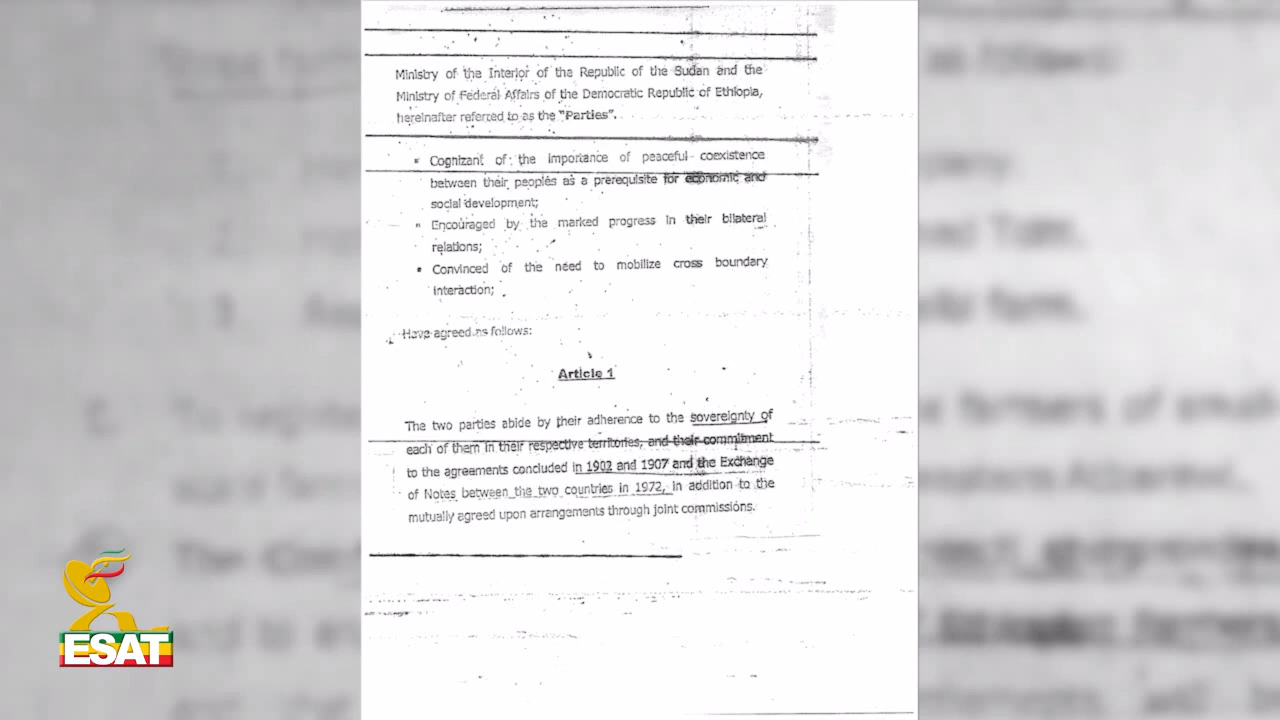 Ministry of the Interior of the Republic of the Sudan and the
Ministry of Federal Affairs of the Democratic Republic of Ethiopia,
hereinafter referred to as the "Parties".
Cognizant of the importance of peaceful coexistence
between their peoples as a prerequisite for economic and
social development;
Encouraged by the marked progress in their bilateral
relations;
Convinced of the need to mobilize cross boundary
interaction;
Have agreed as follows:
Article 1
The two parties abide by their adherence to the sovereignty of
each of them in their respective territories, and their commitment
to the agreements concluded in 1902 and 1907 and the Exchange
of Notes between the two countries in 1972, in addition to the
mutually agreed upon arrangements through joint commissions.
ESAT